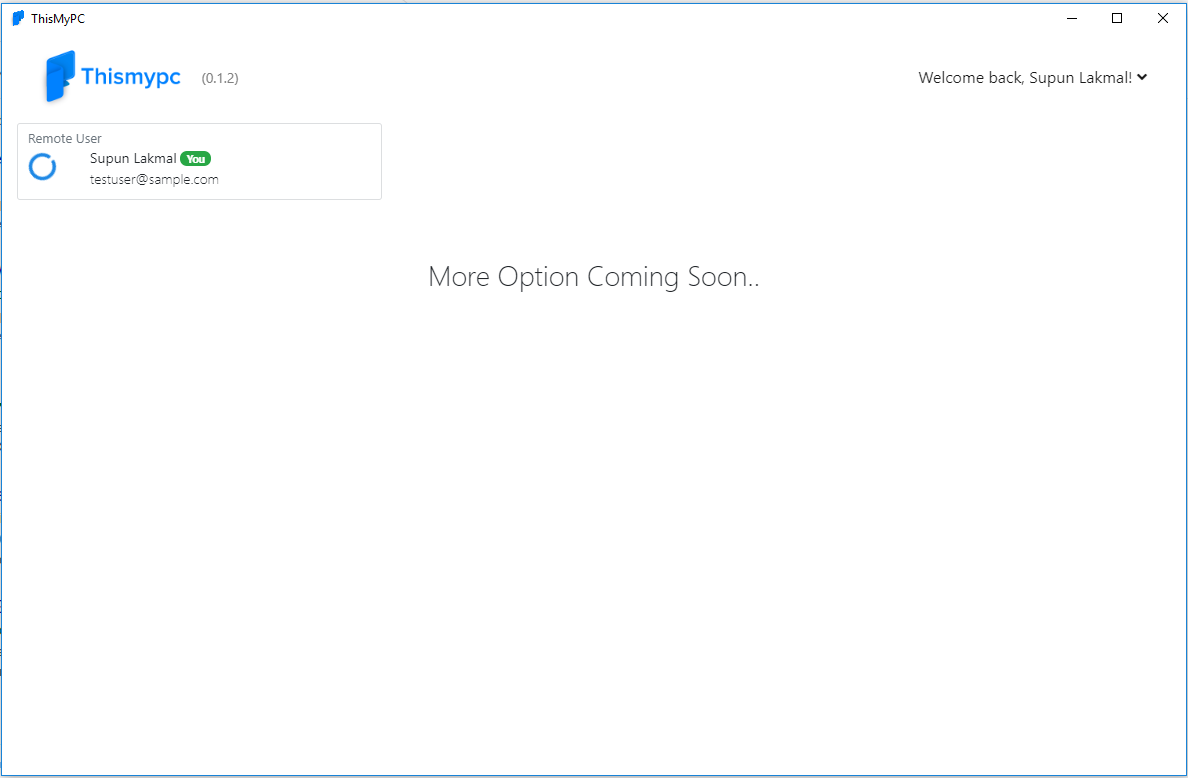 ThisMyPC
Thismypc (0.1.2)
Welcome back, Supun Lakmal!
Remote User
Supun Lakmal You
testuser@sample.com
More Option Coming Soon..